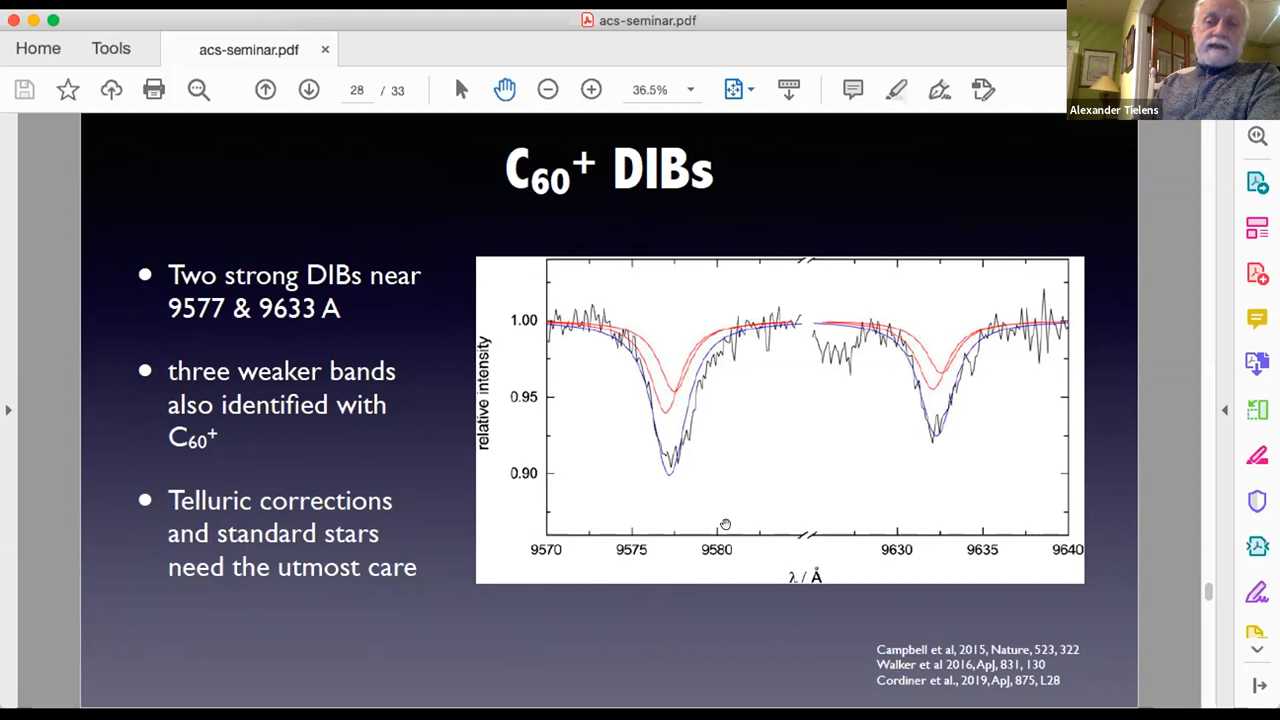 acs-seminar.pdf
Home
Tools
acs-seminar.pdf
28 / 33
36.5%
Alexander Tielens
C₆₀⁺ DIBs
• Two strong DIBs near
9577 & 9633 A
• three weaker bands
also identified with
C₆₀⁺
• Telluric corrections
and standard stars
need the utmost care
relative intensity
1.00
0.95
0.90
9570
9575
9580
9630
9635
9640
λ / Å
Campbell et al, 2015, Nature, 523, 322
Walker et al 2016, ApJ, 831, 130
Cordiner et al., 2019, ApJ, 875, L28